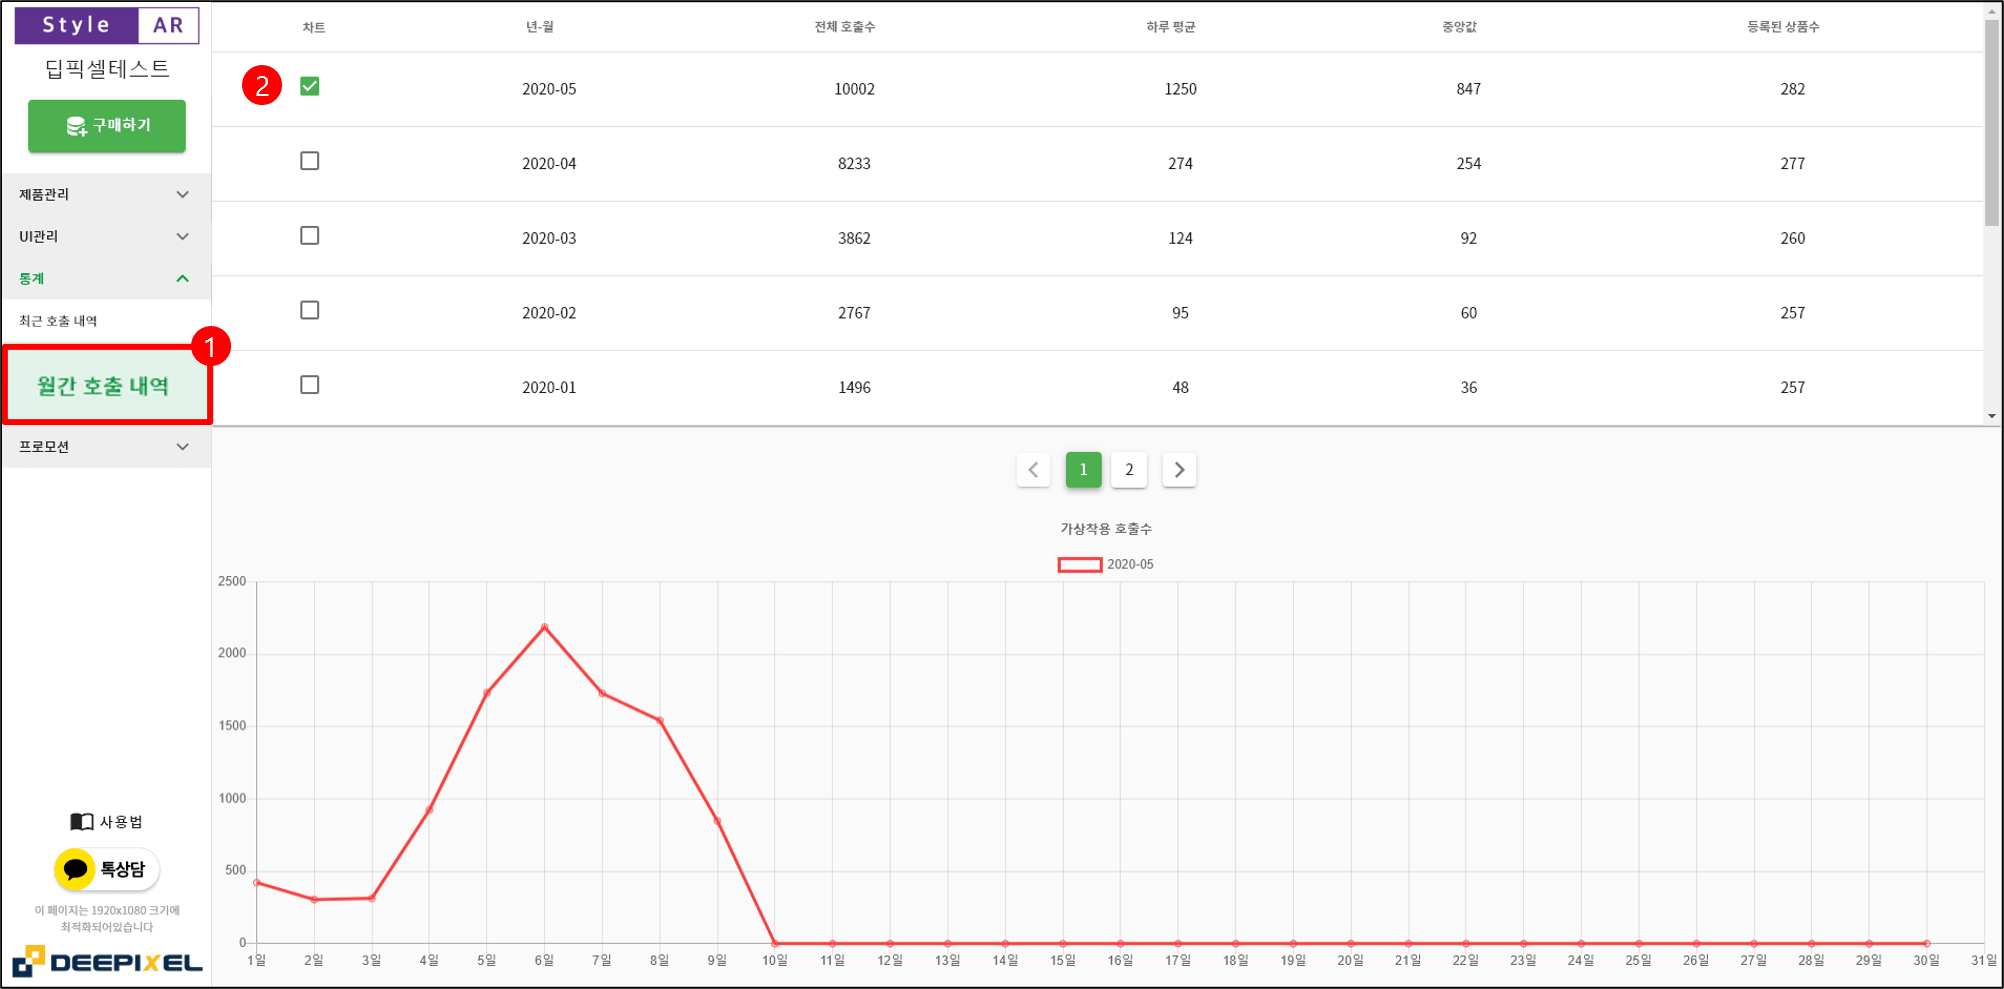 Style AR
딥픽셀테스트
구매하기
제품관리
UI관리
통계
최근 호출 내역
1
월간 호출 내역
프로모션
사용법
톡상담
이 페이지는 1920x1080 크기에
최적화되어있습니다
DEEPIXEL
차트 년-월 전체 호출수 하루 평균 중앙값 등록된 상품수
2 2020-05 10002 1250 847 282
2020-04 8233 274 254 277
2020-03 3862 124 92 260
2020-02 2767 95 60 257
2020-01 1496 48 36 257
1 2
가상착용 호출수
2020-05
2500
2000
1500
1000
500
0
1일 2일 3일 4일 5일 6일 7일 8일 9일 10일 11일 12일 13일 14일 15일 16일 17일 18일 19일 20일 21일 22일 23일 24일 25일 26일 27일 28일 29일 30일 31일